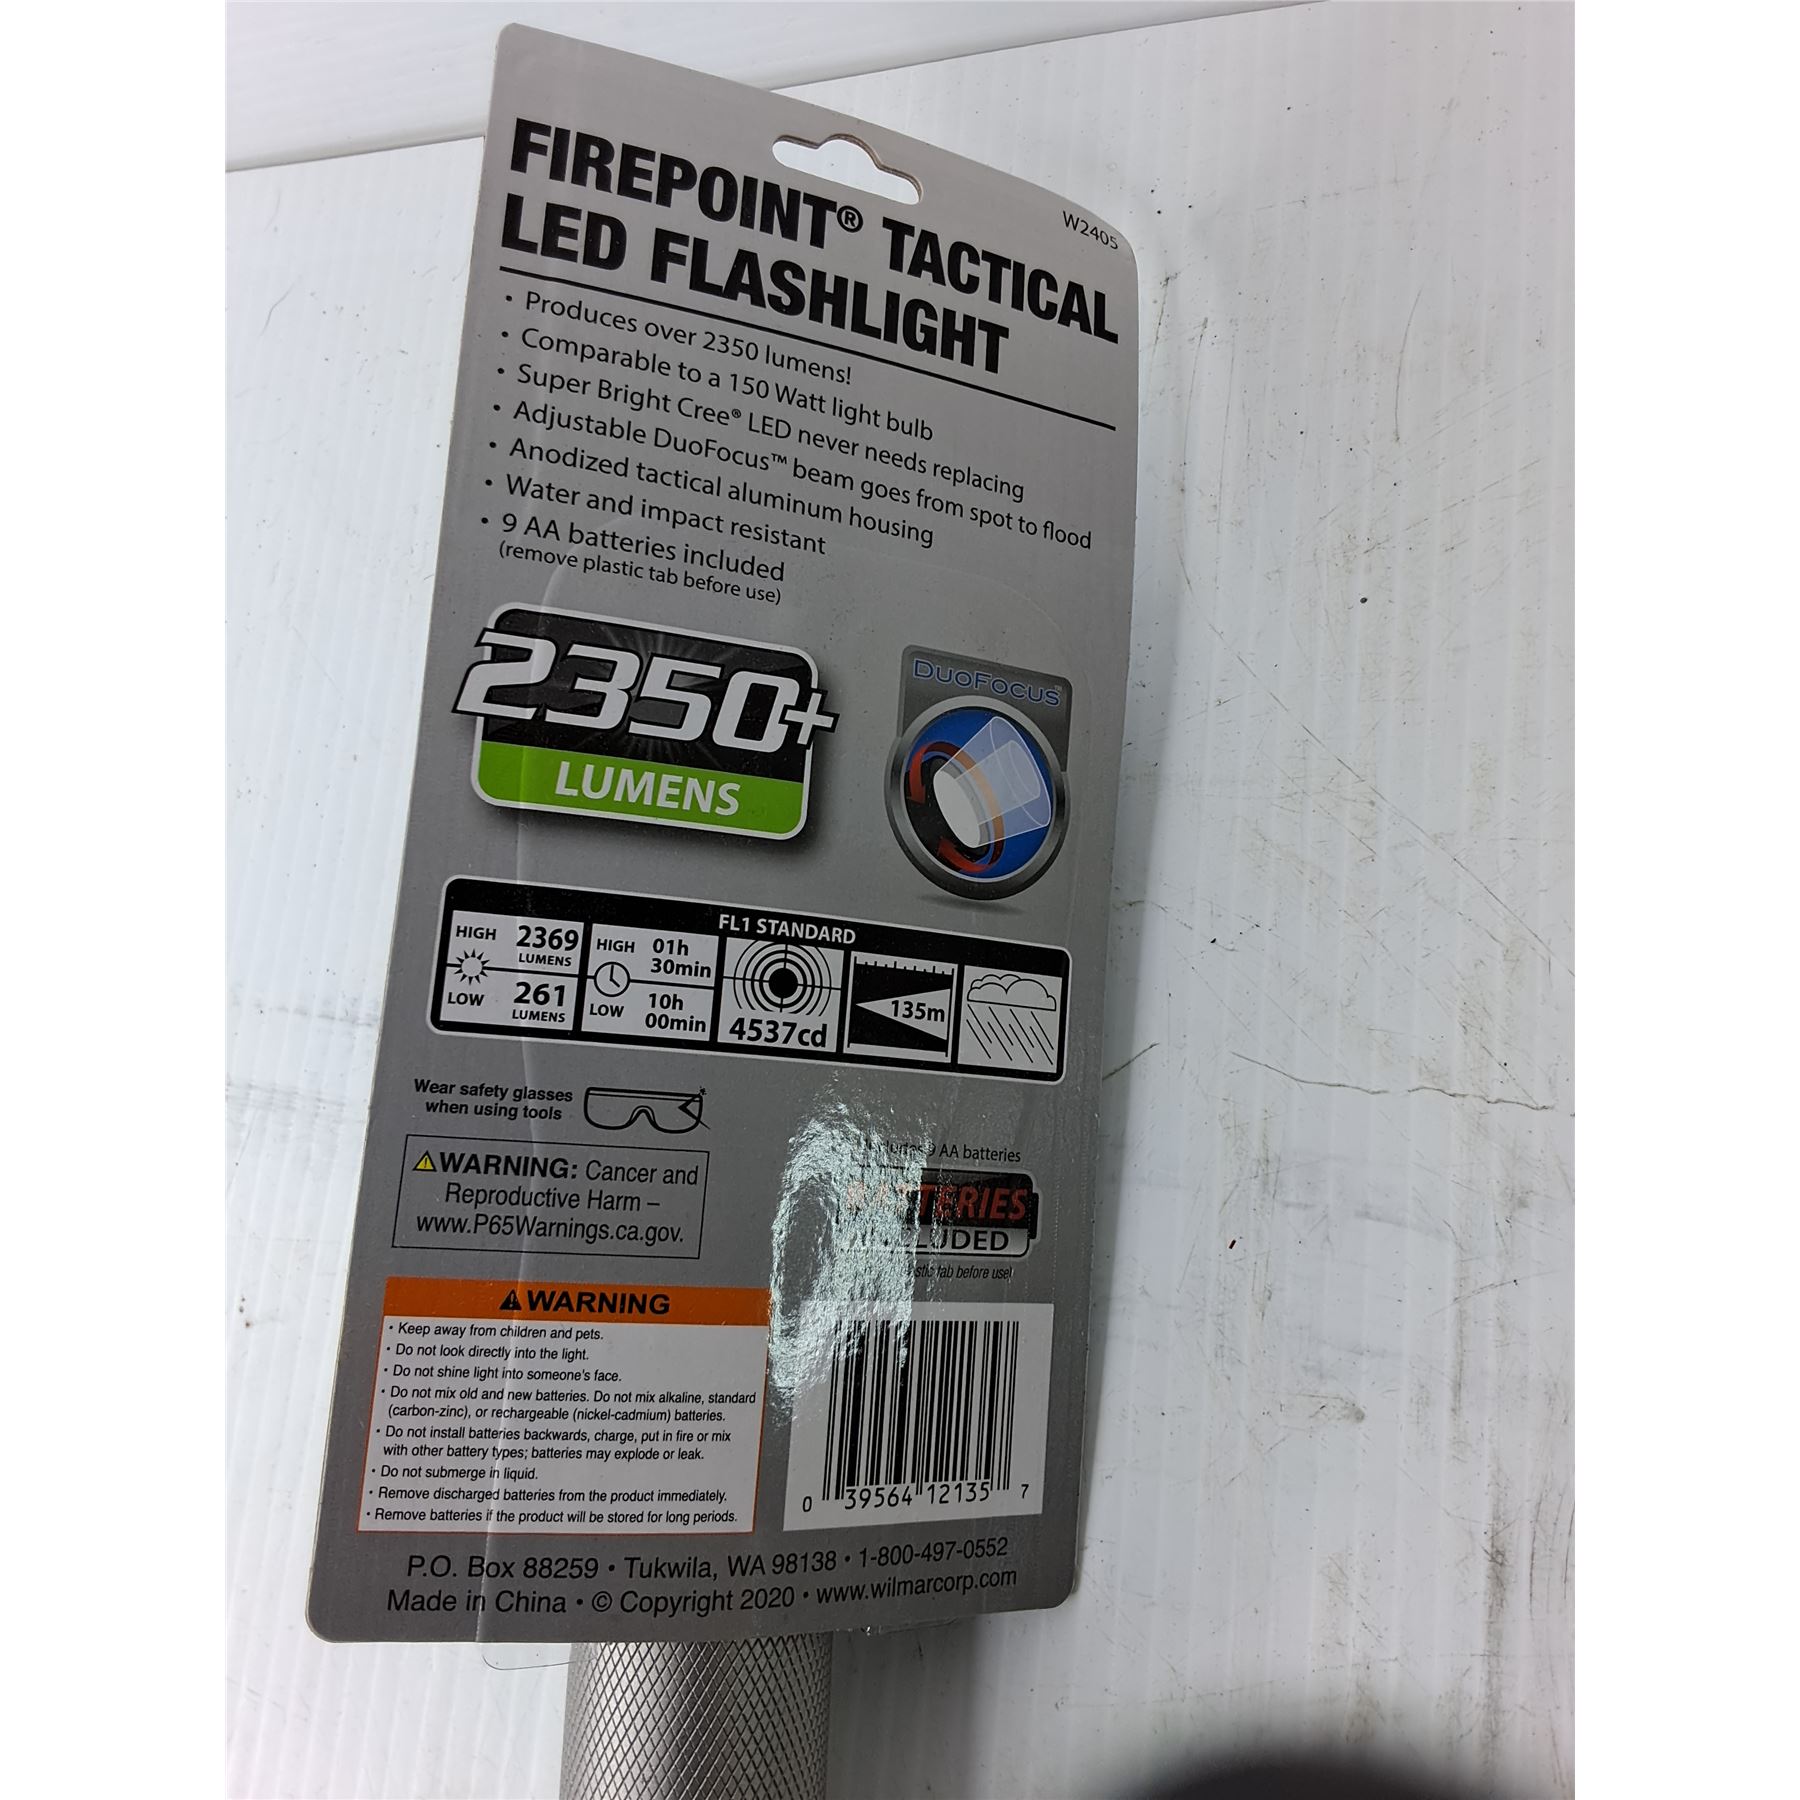 W2405
FIREPOINT® TACTICAL
LED FLASHLIGHT
• Produces over 2350 lumens!
• Comparable to a 150 Watt light bulb
• Super Bright Cree® LED never needs replacing
• Adjustable DuoFocus™ beam goes from spot to flood
• Anodized tactical aluminum housing
• Water and impact resistant
• 9 AA batteries included
(remove plastic tab before use)
2350+
LUMENS
DUOFOCUS™
FL1 STANDARD
HIGH 2369
LUMENS
LOW 261
LUMENS
HIGH 01h
30min
LOW 10h
00min
4537cd
135m
Wear safety glasses
when using tools
WARNING: Cancer and
Reproductive Harm –
www.P65Warnings.ca.gov.
AA batteries
BATTERIES
INCLUDED
tab before use!
WARNING
• Keep away from children and pets.
• Do not look directly into the light.
• Do not shine light into someone's face.
• Do not mix old and new batteries. Do not mix alkaline, standard
(carbon-zinc), or rechargeable (nickel-cadmium) batteries.
• Do not install batteries backwards, charge, put in fire or mix
with other battery types; batteries may explode or leak.
• Do not submerge in liquid.
• Remove discharged batteries from the product immediately.
• Remove batteries if the product will be stored for long periods.
0 39564 12135 7
P.O. Box 88259 • Tukwila, WA 98138 • 1-800-497-0552
Made in China • © Copyright 2020 • www.wilmarcorp.com